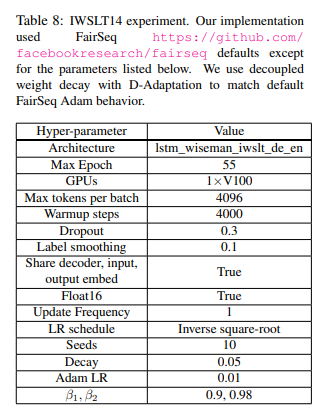 Table 8: IWSLT14 experiment. Our implementation
used FairSeq https://github.com/
facebookresearch/fairseq defaults except
for the parameters listed below. We use decoupled
weight decay with D-Adaptation to match default
FairSeq Adam behavior.
Hyper-parameter Value
Architecture lstm_wiseman_iwslt_de_en
Max Epoch 55
GPUs 1×V100
Max tokens per batch 4096
Warmup steps 4000
Dropout 0.3
Label smoothing 0.1
Share decoder, input,
output embed True
Float16 True
Update Frequency 1
LR schedule Inverse square-root
Seeds 10
Decay 0.05
Adam LR 0.01
β1, β2 0.9, 0.98